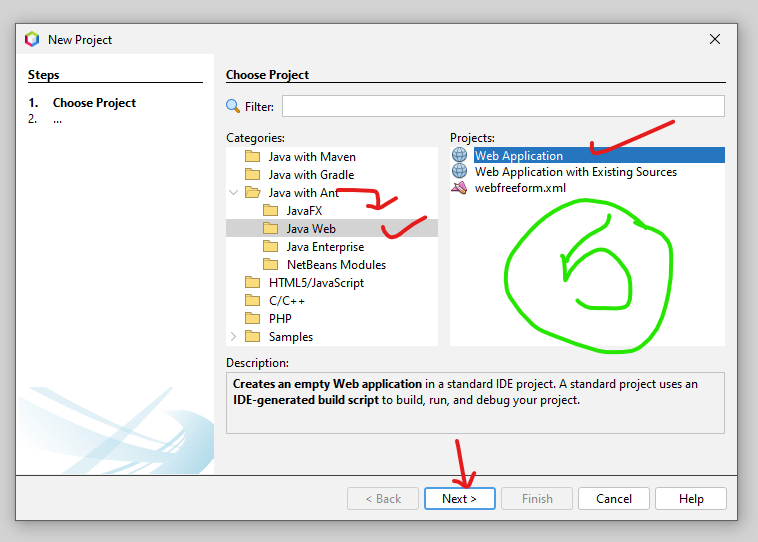 New Project
Steps
1. Choose Project
2. ...
Choose Project
Filter:
Categories:
Java with Maven
Java with Gradle
Java with Ant
JavaFX
Java Web
Java Enterprise
NetBeans Modules
HTML5/JavaScript
C/C++
PHP
Samples
Projects:
Web Application
Web Application with Existing Sources
webfreeform.xml
5
Description:
Creates an empty Web application in a standard IDE project. A standard project uses an
IDE-generated build script to build, run, and debug your project.
< Back
Next >
Finish
Cancel
Help